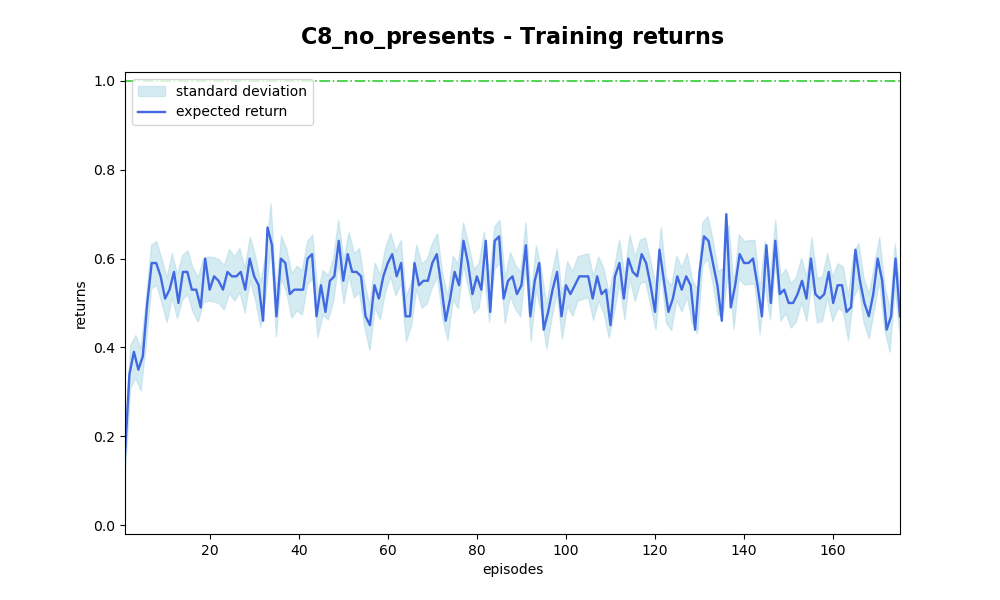 C8_no_presents - Training returns
1.0
0.8
0.6
0.4
0.2
0.0
returns
standard deviation
expected return
20 40 60 80 100 120 140 160
episodes